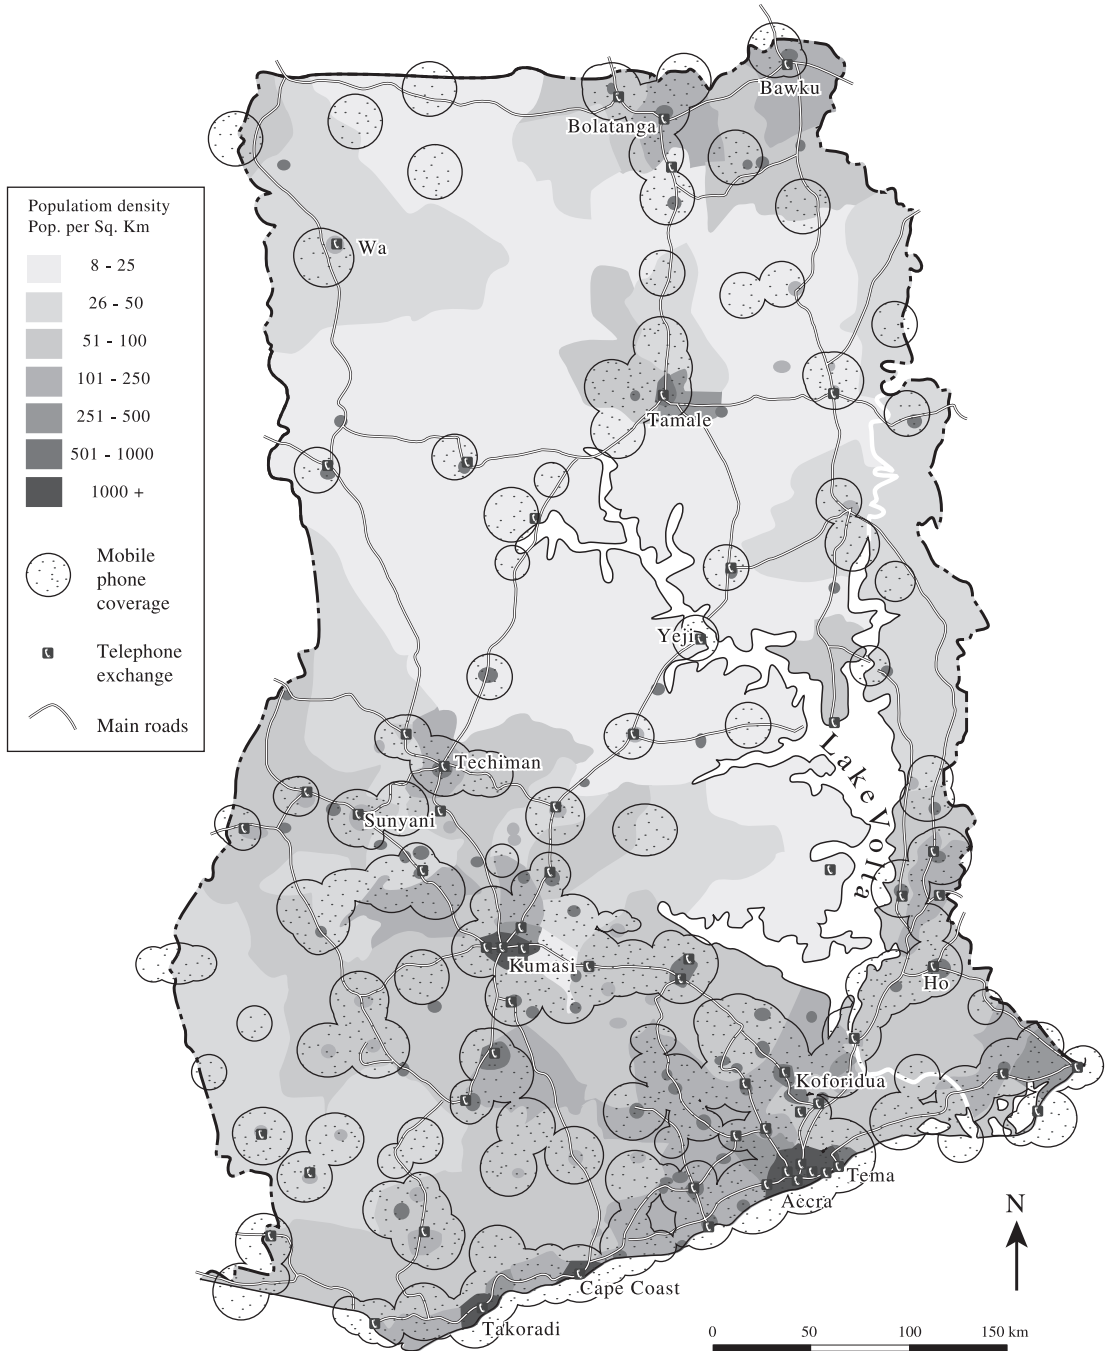 Bawku
Bolatanga
Populatiom density
Pop. per Sq. Km
8 - 25
26 - 50
51 - 100
101 - 250
251 - 500
501 - 1000
1000 +
Mobile
phone
coverage
Telephone
exchange
Main roads
Wa
Tamale
Yeji
Lake Volta
Techiman
Sunyani
Kumasi
Ho
Koforidua
Tema
Accra
Cape Coast
Takoradi
N
0 50 100 150 km